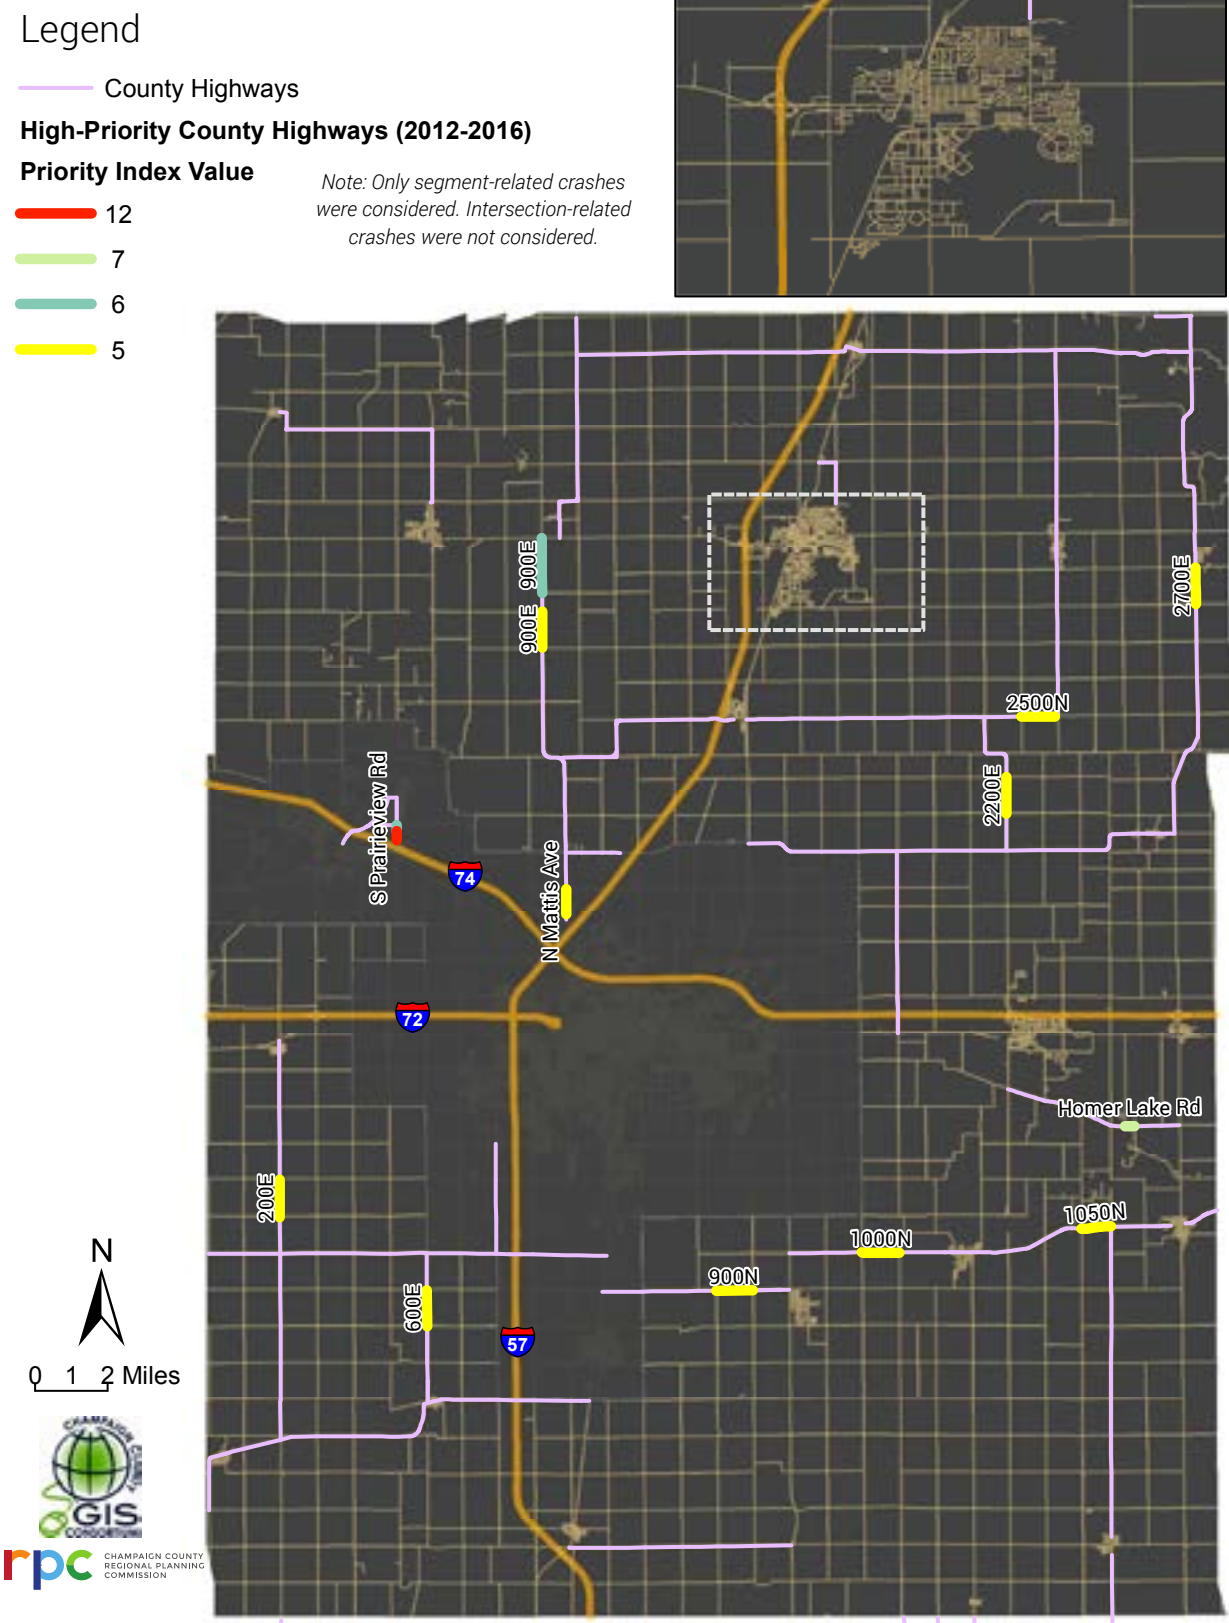 Legend
County Highways
High-Priority County Highways (2012-2016)
Priority Index Value
Note: Only segment-related crashes
were considered. Intersection-related
crashes were not considered.
12
7
6
5
900E
900E
2700E
2500N
2200E
S Prairieview Rd
74
N Mattis Ave
72
Homer Lake Rd
200E
1050N
1000N
900N
600E
57
N
0 1 2 Miles
CHAMPAIGN COUNTY
GIS
CONSORTIUM
rpc
CHAMPAIGN COUNTY
REGIONAL PLANNING
COMMISSION